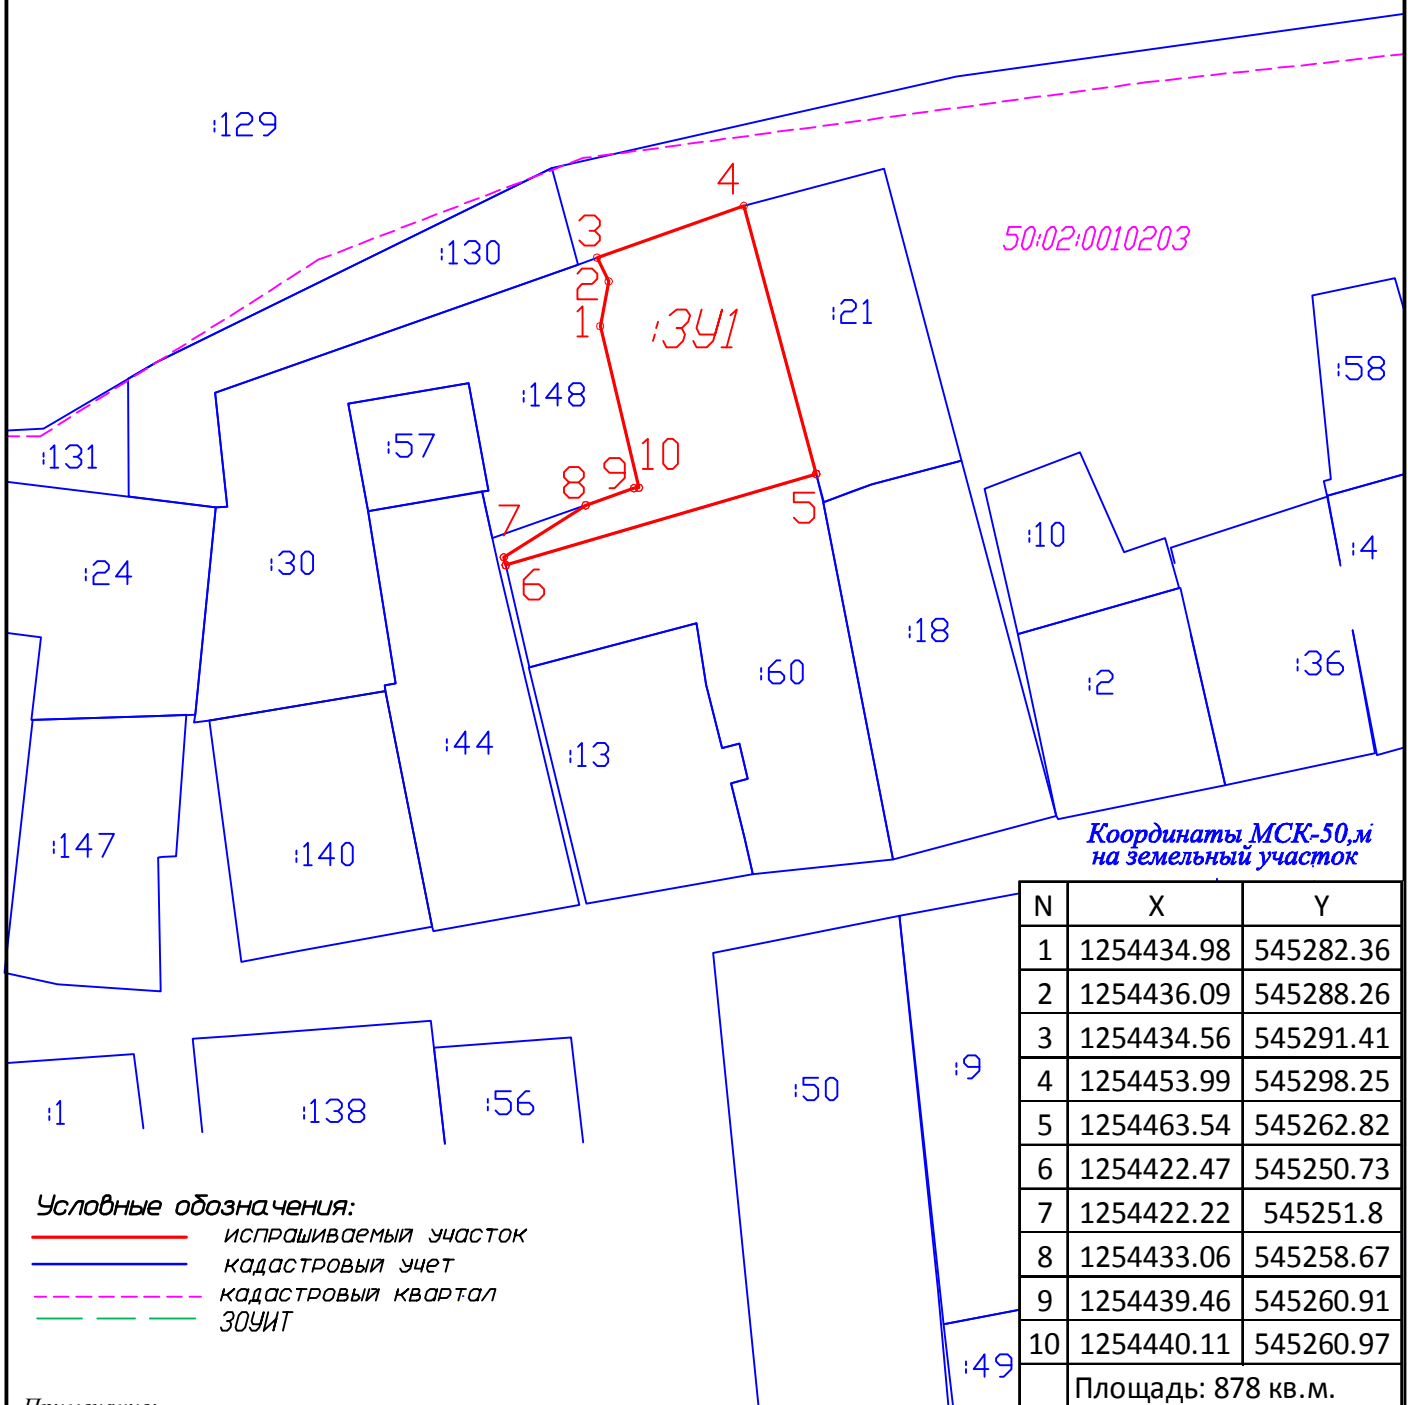 :129
4
3
50:02:0010203
:130
2
:21
1
:ЗУ1
:58
:148
:57
10
:131
9
8
5
7
:10
:4
:30
:24
6
:18
:36
:60
:2
:44
:13
:147
:140
Координаты МСК-50,м
на земельный участок
N X Y
1 1254434.98 545282.36
2 1254436.09 545288.26
3 1254434.56 545291.41
4 1254453.99 545298.25
5 1254463.54 545262.82
6 1254422.47 545250.73
7 1254422.22 545251.8
8 1254433.06 545258.67
9 1254439.46 545260.91
10 1254440.11 545260.97
Площадь: 878 кв.м.
:9
:50
:1
:138
:56
:49
Условные обозначения:
испрашиваемый участок
кадастровый учет
кадастровый квартал
ЗОУИТ